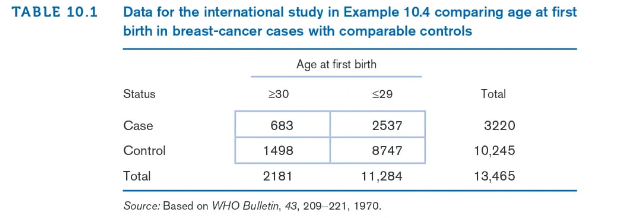 TABLE 10.1 Data for the international study in Example 10.4 comparing age at first
birth in breast-cancer cases with comparable controls
Age at first birth
Status ≥30 ≤29 Total
Case 683 2537 3220
Control 1498 8747 10,245
Total 2181 11,284 13,465
Source: Based on WHO Bulletin, 43, 209–221, 1970.